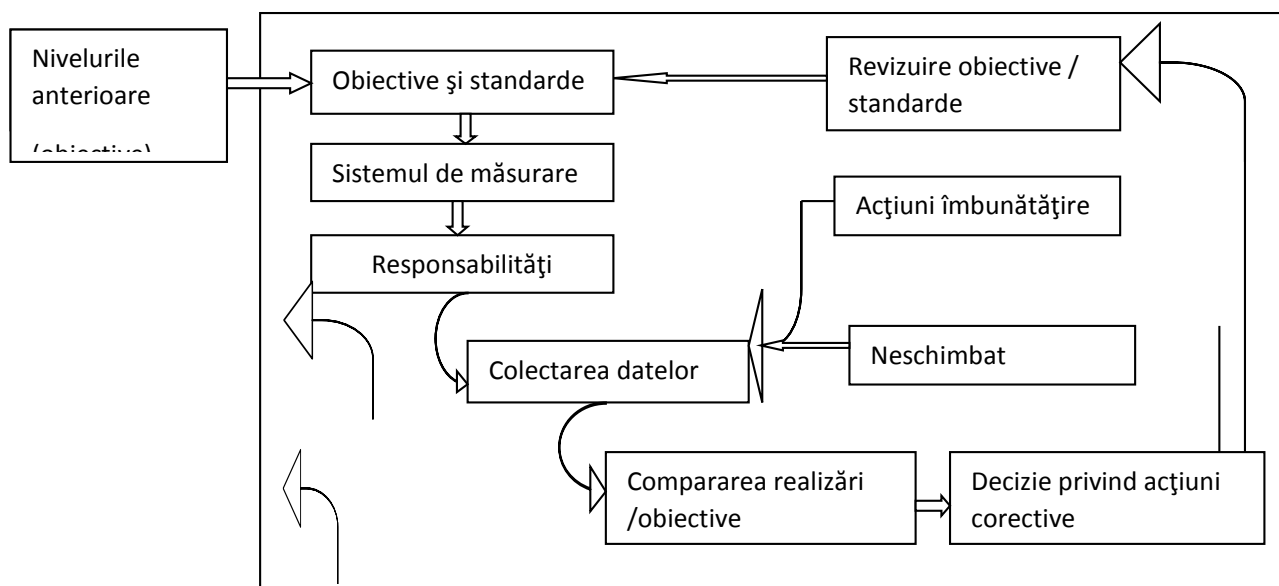 Nivelurile
anterioare
Obiective şi standarde
Revizuire obiective /
standarde
Sistemul de măsurare
Acţiuni îmbunătăţire
Responsabilităţi
Neschimbat
Colectarea datelor
Compararea realizări
/obiective
Decizie privind acţiuni
corective